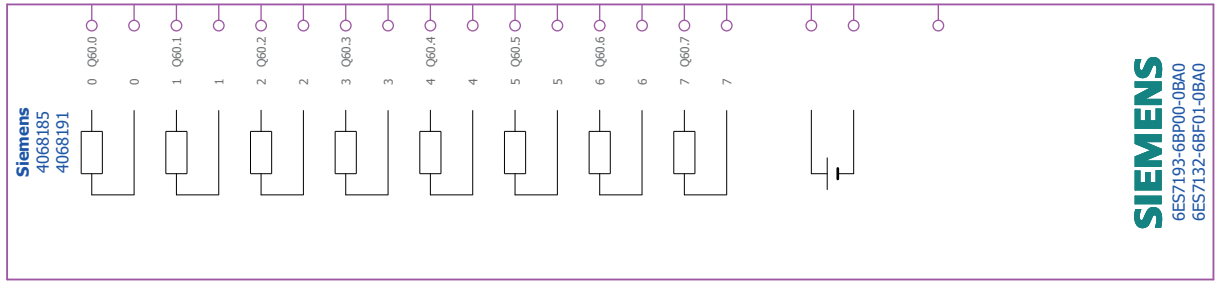 Q60.0 Q60.1 Q60.2 Q60.3 Q60.4 Q60.5 Q60.6 Q60.7
0 0 1 1 2 2 3 3 4 4 5 5 6 6 7 7
Siemens
4068185
4068191
SIEMENS
6ES7193-6BP00-0BA0
6ES7132-6BF01-0BA0